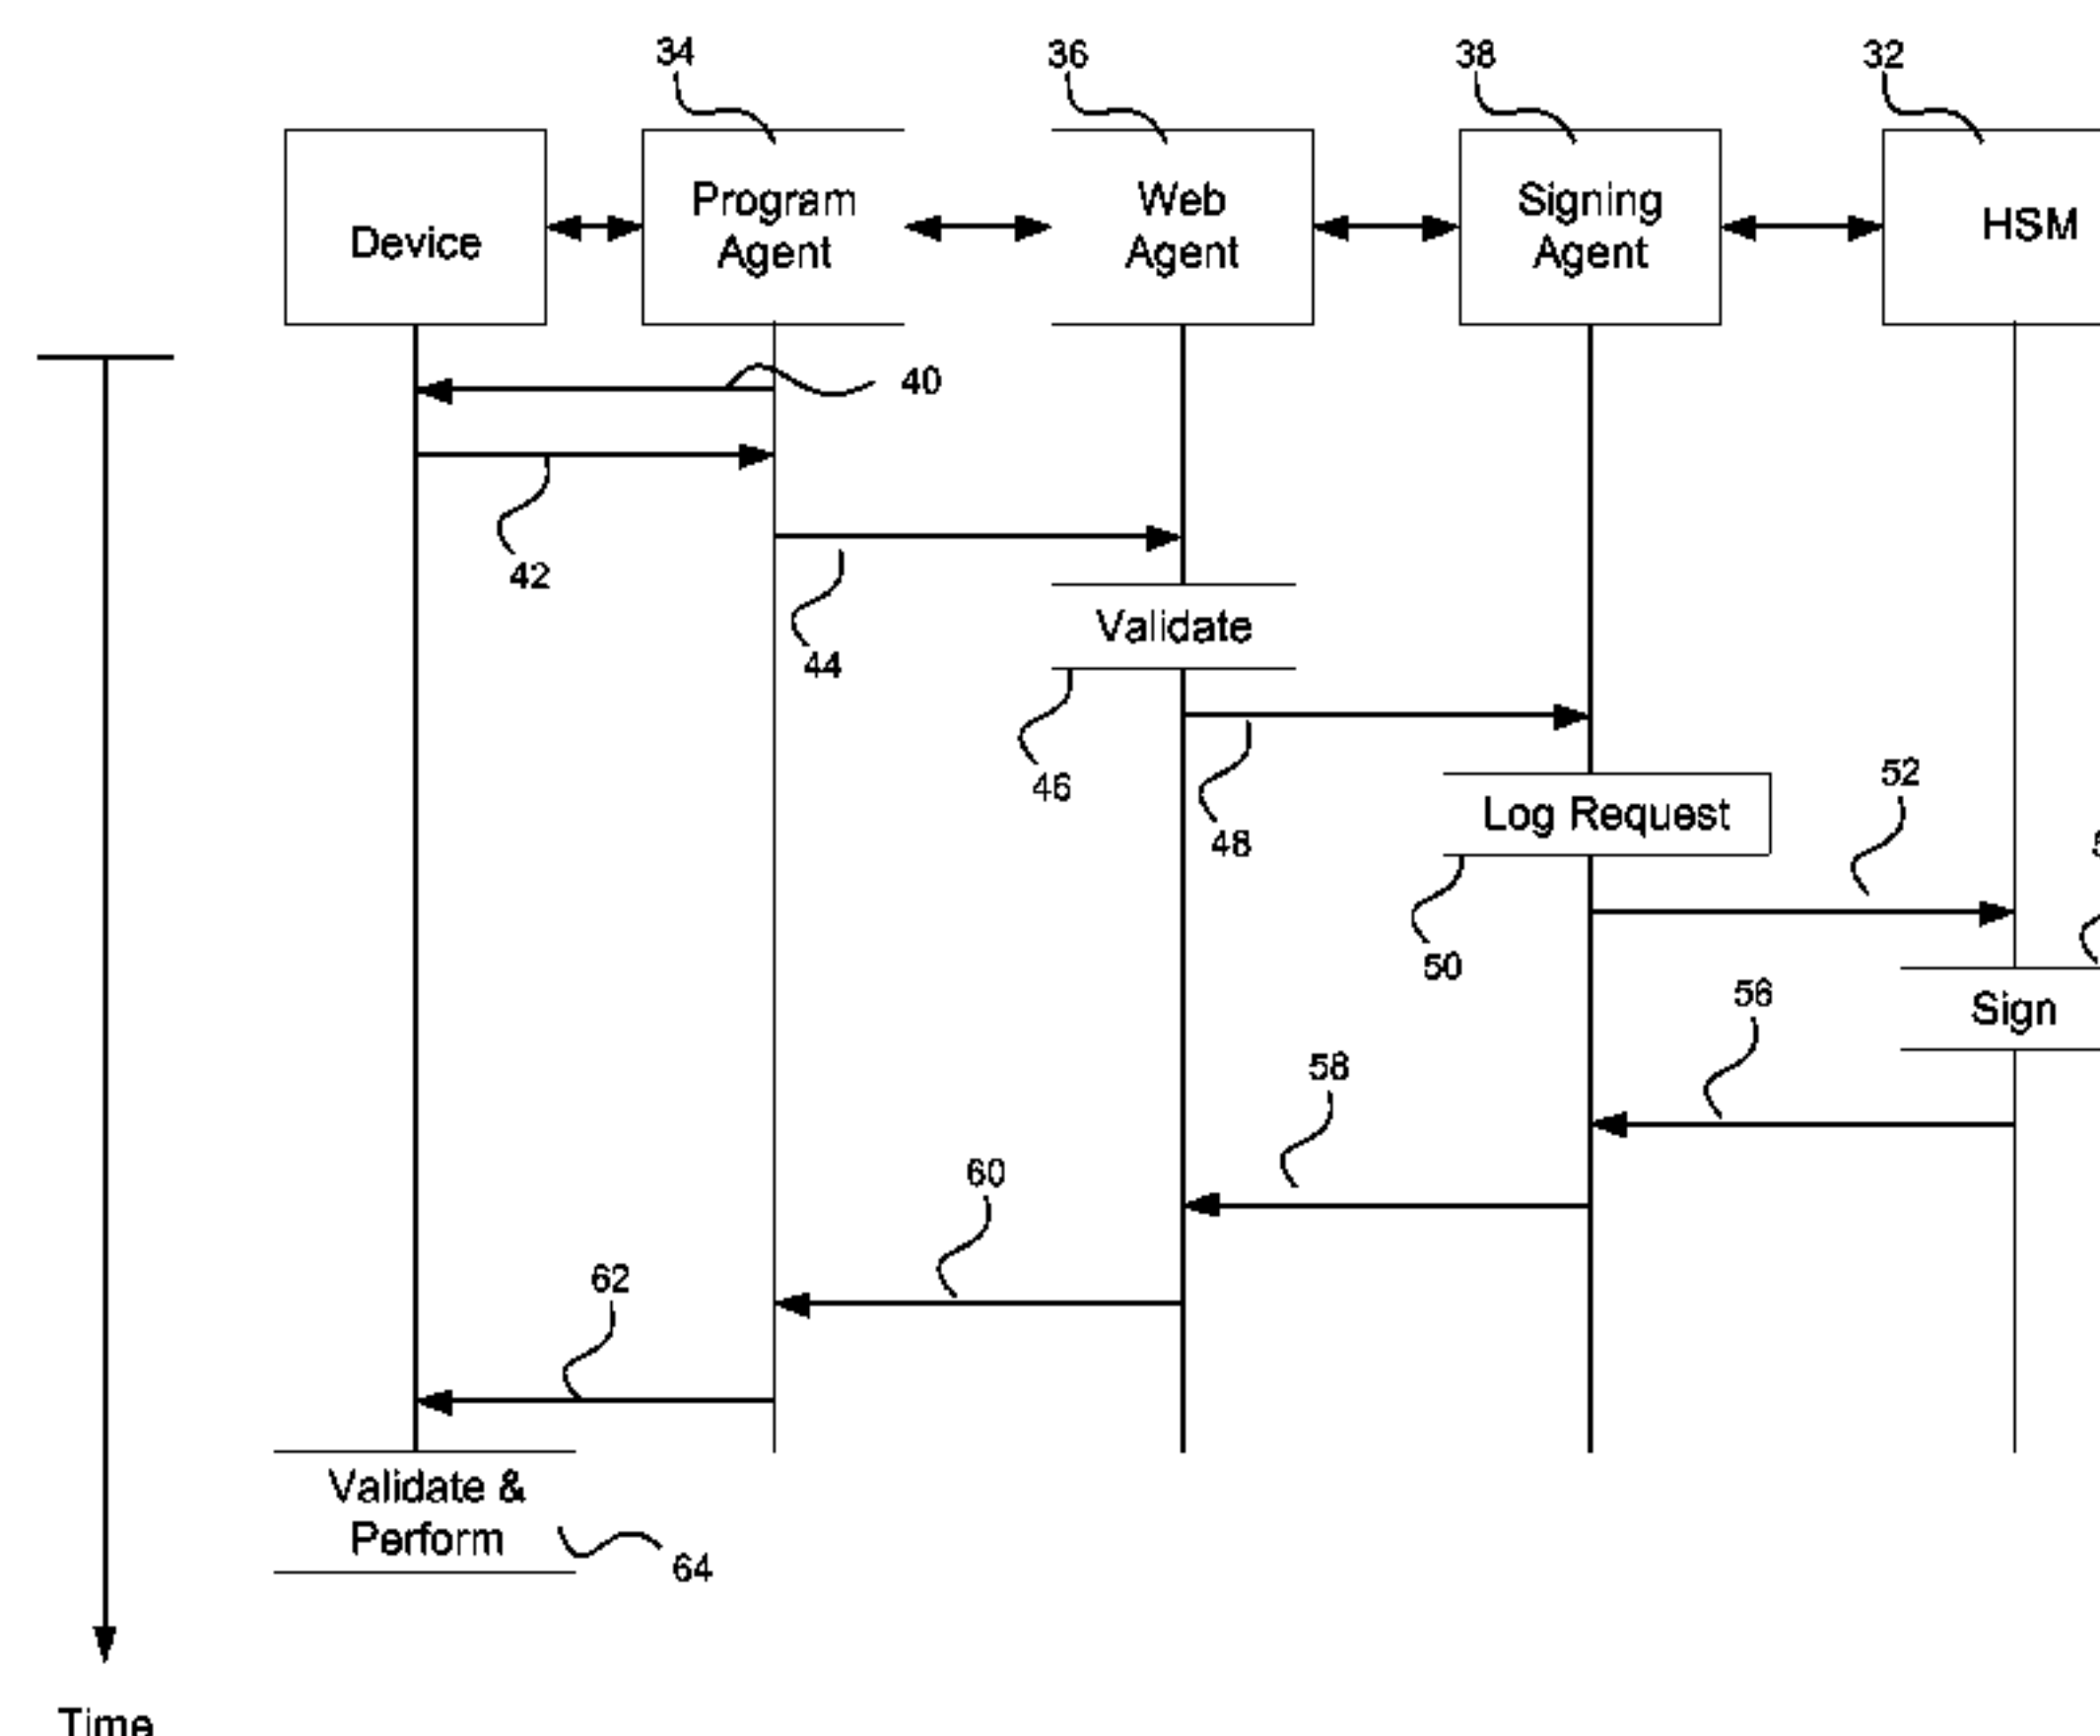 34
36
38
32
Device
Program
Agent
Web
Agent
Signing
Agent
HSM
40
42
44
Validate
46
48
Log Request
52
50
56
Sign
58
60
62
Validate &
Perform
64
Time